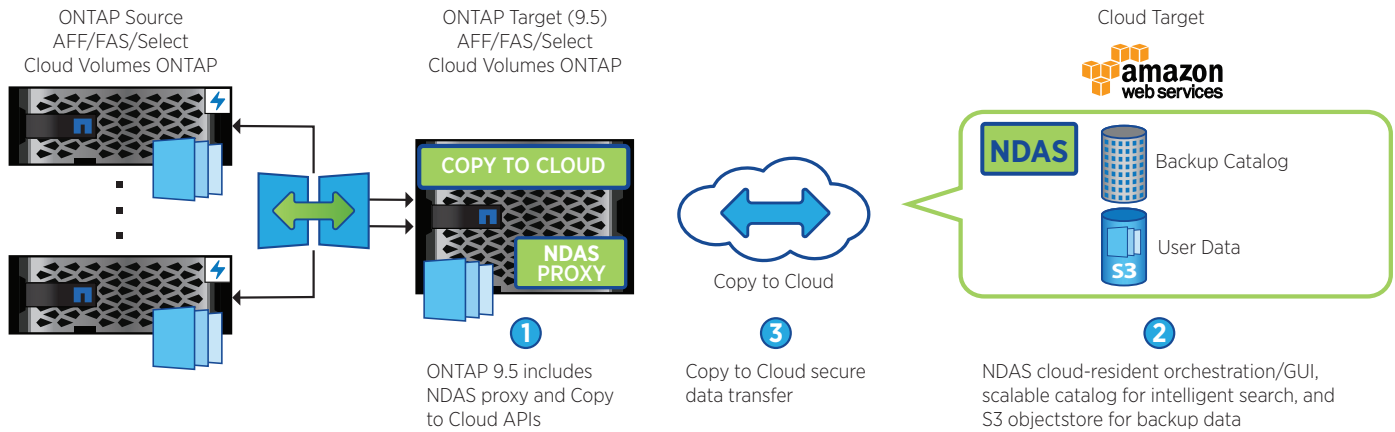 ONTAP Source
AFF/FAS/Select
Cloud Volumes ONTAP
ONTAP Target (9.5)
AFF/FAS/Select
Cloud Volumes ONTAP
COPY TO CLOUD
NDAS
PROXY
Copy to Cloud
Cloud Target
amazon
web services
NDAS
Backup Catalog
User Data
S3
1
ONTAP 9.5 includes
NDAS proxy and Copy
to Cloud APIs
3
Copy to Cloud secure
data transfer
2
NDAS cloud-resident orchestration/GUI,
scalable catalog for intelligent search, and
S3 objectstore for backup data